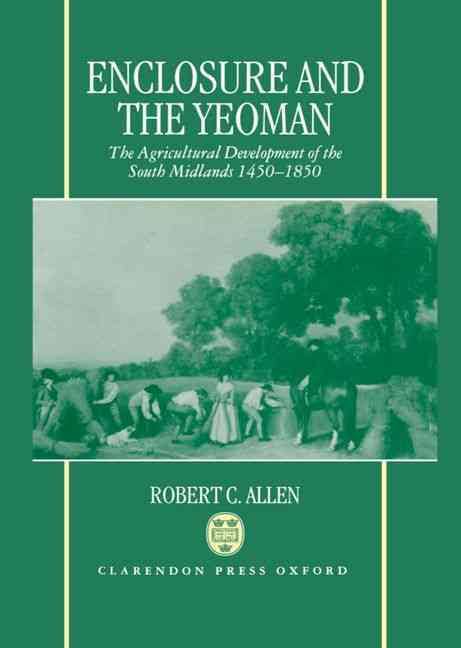 ENCLOSURE AND
THE YEOMAN
The Agricultural Development of the
South Midlands 1450–1850
ROBERT C. ALLEN
CLARENDON PRESS OXFORD